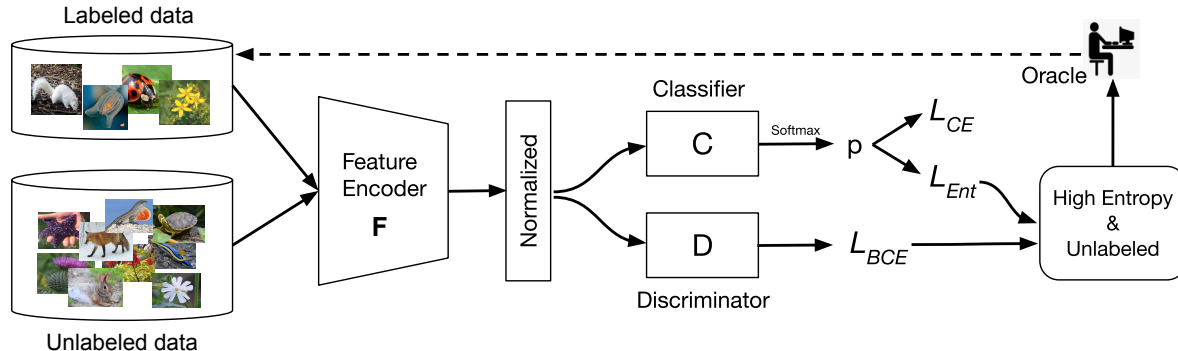 Labeled data
Oracle
Classifier
Feature
Encoder
F
Normalized
C
Softmax
p
L_CE
L_Ent
High Entropy
&
Unlabeled
D
L_BCE
Discriminator
Unlabeled data